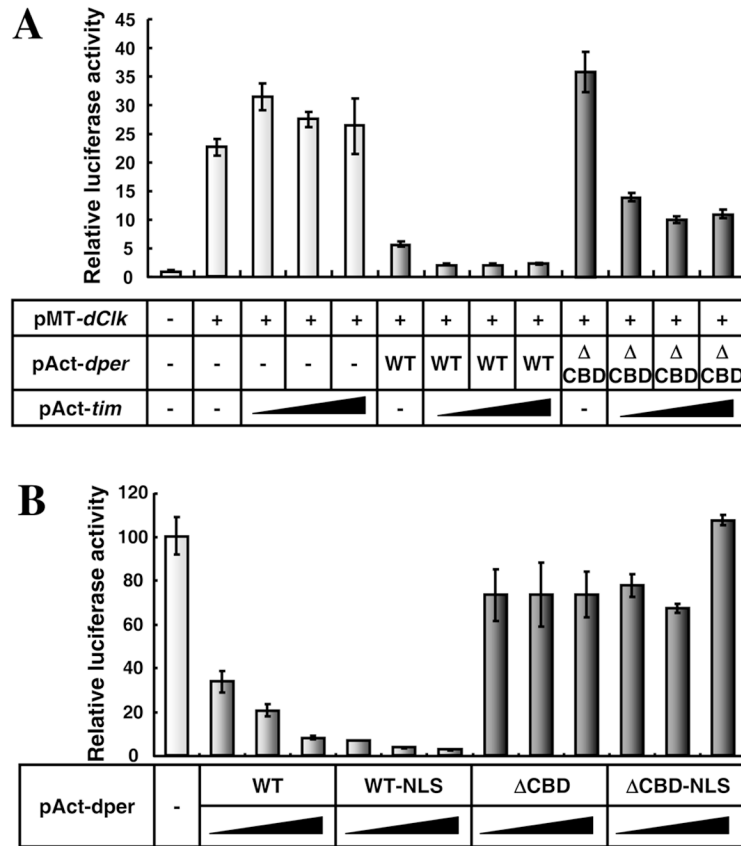 A
Relative luciferase activity
45
40
35
30
25
20
15
10
5
0
pMT-dClk - + + + + + + + + + + + +
pAct-dper - - - - - WT WT WT WT Δ CBD Δ CBD Δ CBD Δ CBD
pAct-tim - - - -
B
Relative luciferase activity
120
100
80
60
40
20
0
pAct-dper - WT WT-NLS ΔCBD ΔCBD-NLS